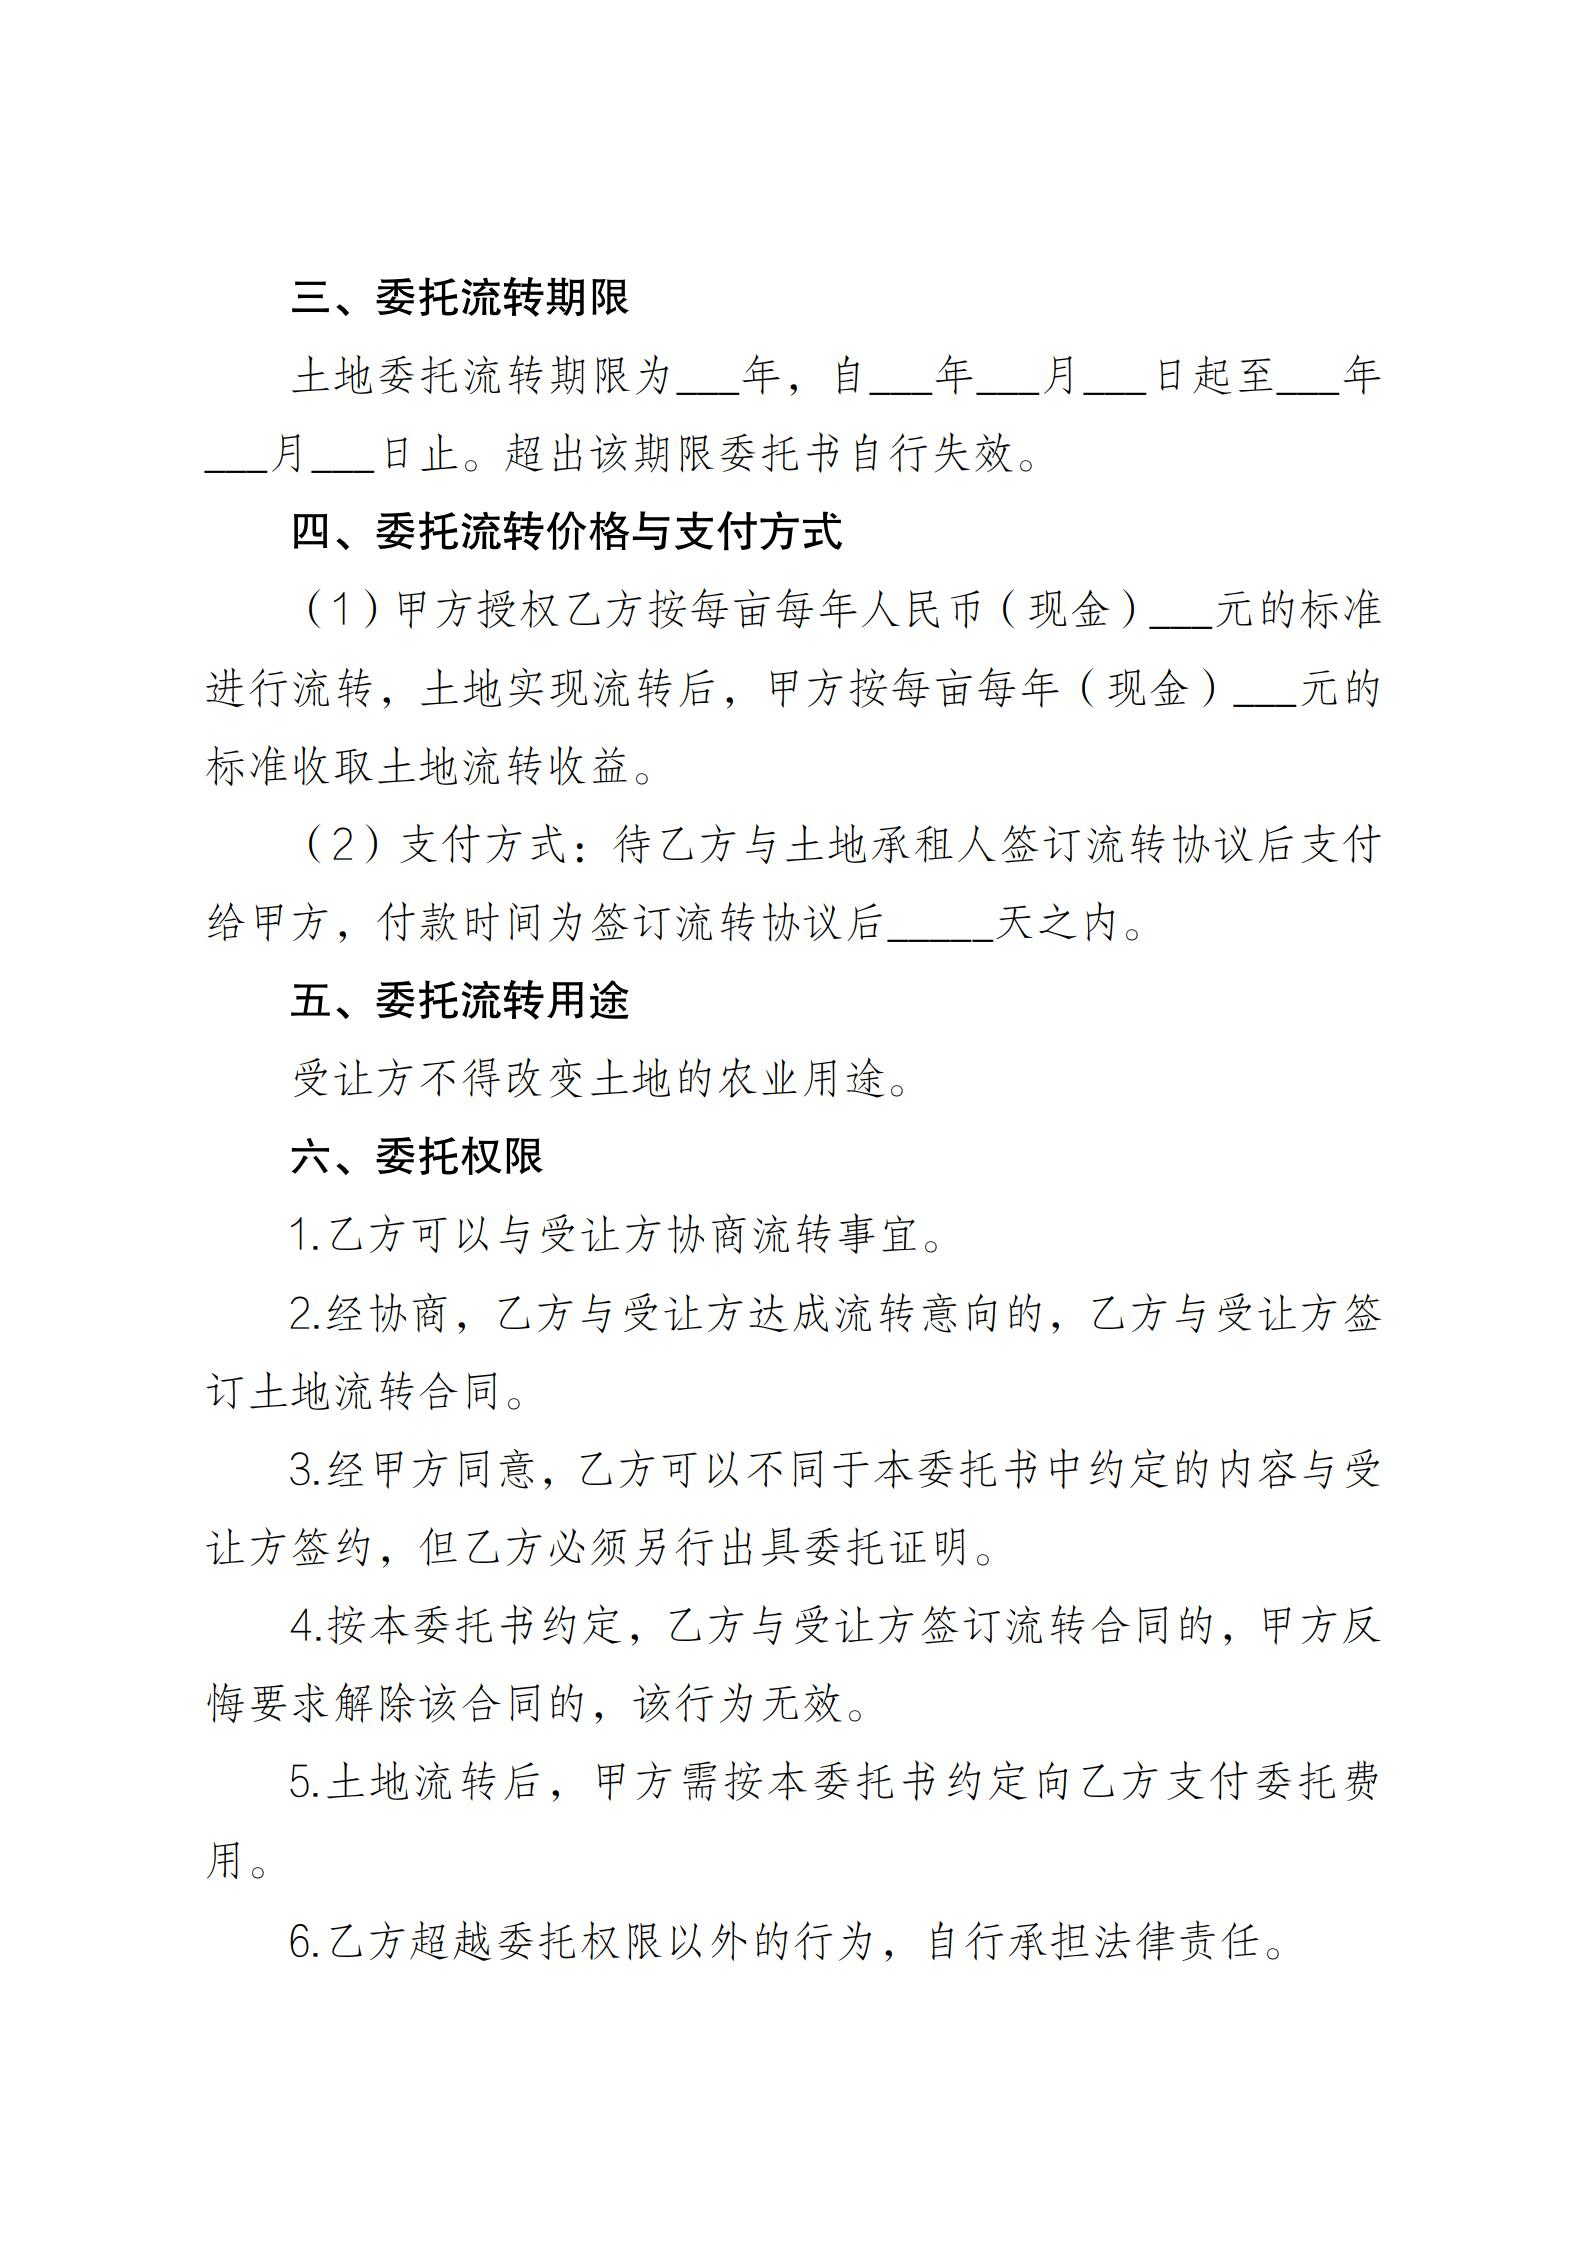 三、委托流转期限
土地委托流转期限为___年，自___年___月___日起至___年
___月___日止。超出该期限委托书自行失效。
四、委托流转价格与支付方式
（1）甲方授权乙方按每亩每年人民币（现金）___元的标准
进行流转，土地实现流转后，甲方按每亩每年（现金）___元的
标准收取土地流转收益。
（2）支付方式：待乙方与土地承租人签订流转协议后支付
给甲方，付款时间为签订流转协议后_____天之内。
五、委托流转用途
受让方不得改变土地的农业用途。
六、委托权限
1.乙方可以与受让方协商流转事宜。
2.经协商，乙方与受让方达成流转意向的，乙方与受让方签
订土地流转合同。
3.经甲方同意，乙方可以不同于本委托书中约定的内容与受
让方签约，但乙方必须另行出具委托证明。
4.按本委托书约定，乙方与受让方签订流转合同的，甲方反
悔要求解除该合同的，该行为无效。
5.土地流转后，甲方需按本委托书约定向乙方支付委托费
用。
6.乙方超越委托权限以外的行为，自行承担法律责任。